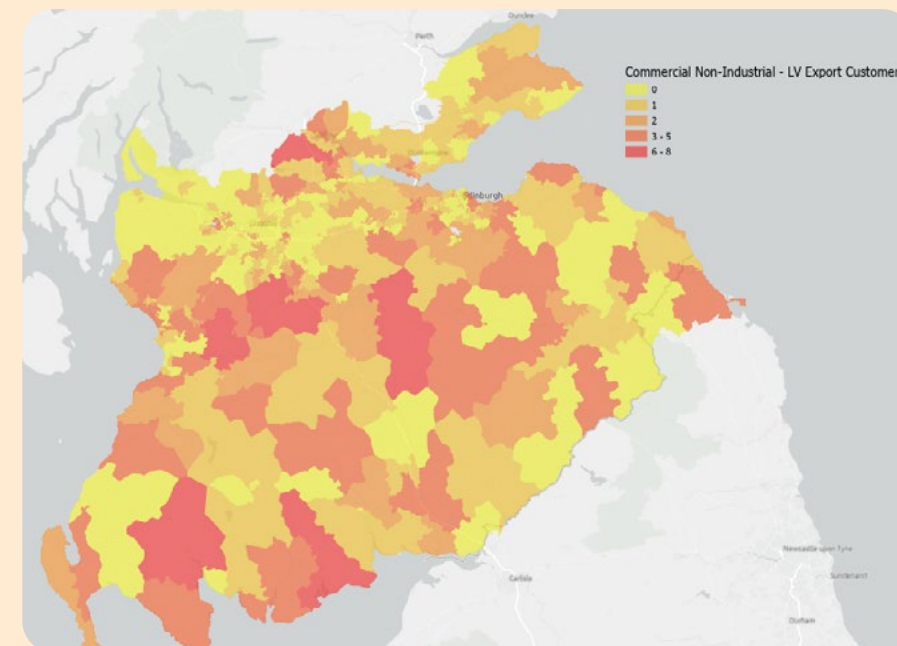 Dundee
Perth
Commercial Non-Industrial - LV Export Customer
0
1
2
3 - 5
6 - 8
Edinburgh
Newcastle upon Tyne
Sunderland
Carlisle
Durham